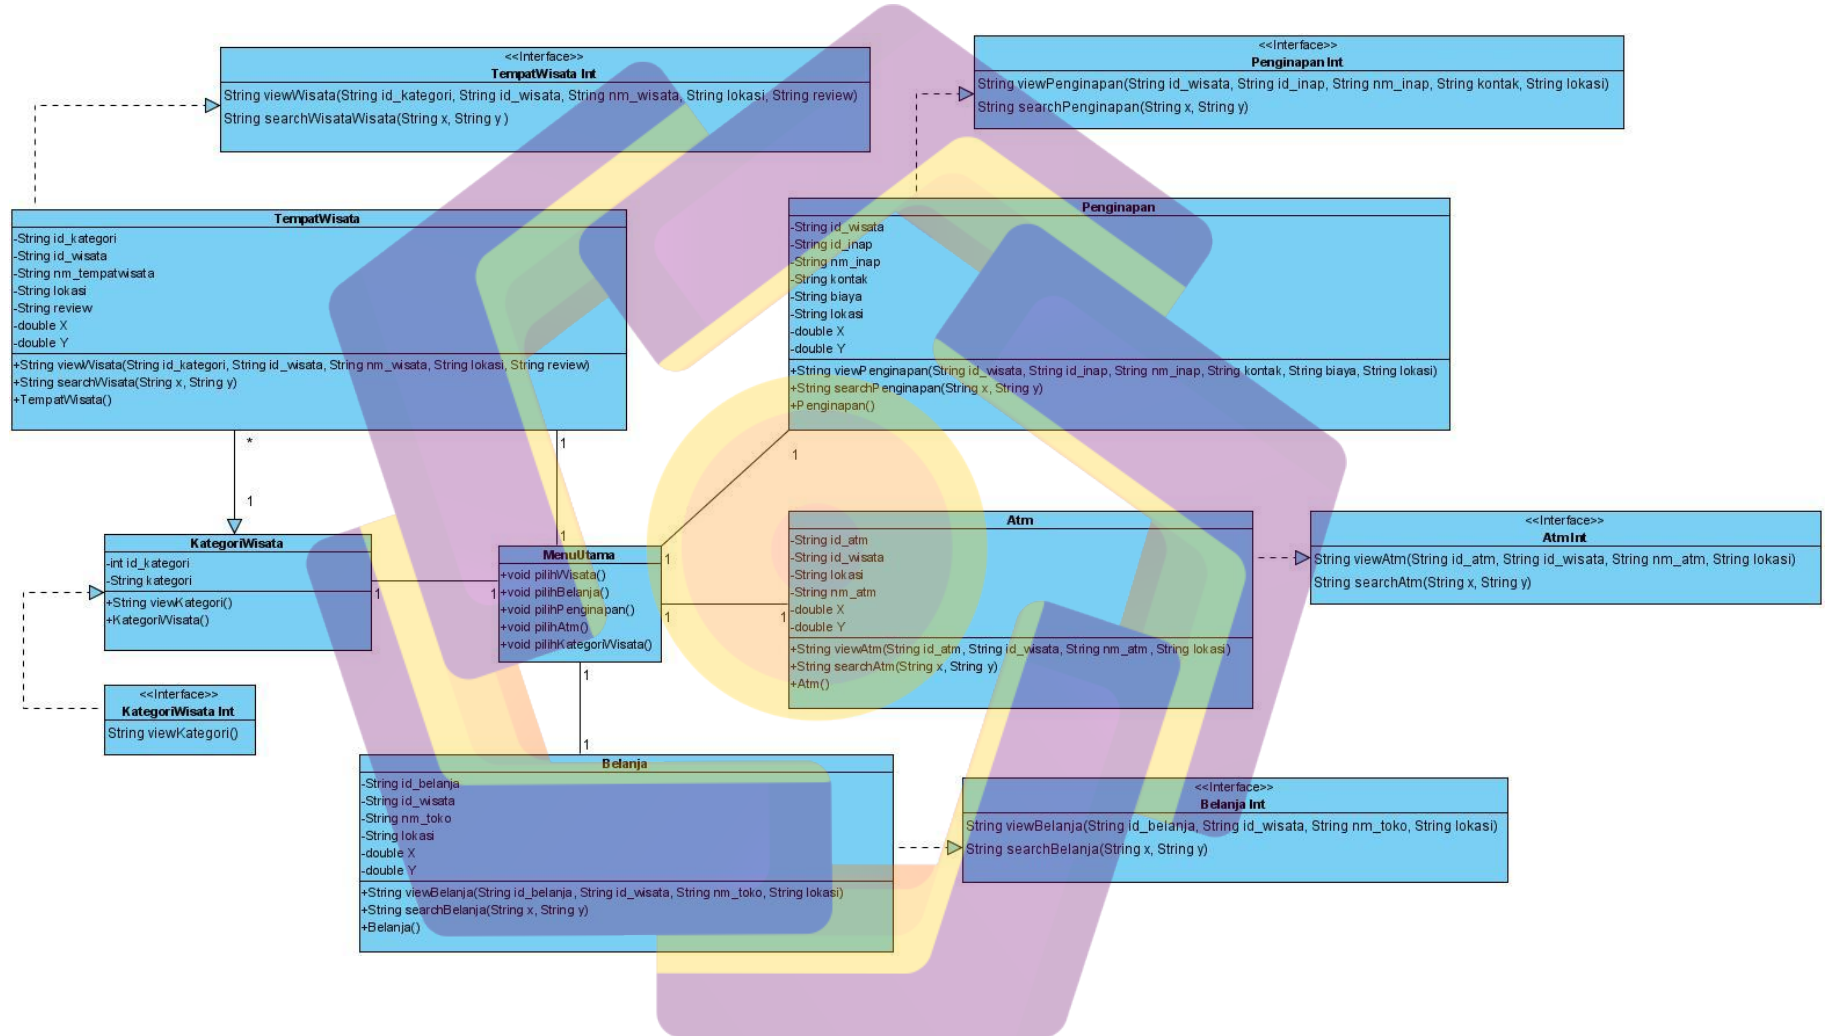 <<Interface>>
TempatWisata Int
String viewWisata(String id_kategori, String id_wisata, String nm_wisata, String lokasi, String review)
String searchWisataWisata(String x, String y )
<<Interface>>
Penginapan Int
String viewPenginapan(String id_wisata, String id_inap, String nm_inap, String kontak, String lokasi)
String searchPenginapan(String x, String y)
TempatWisata
-String id_kategori
-String id_wisata
-String nm_tempatwisata
-String lokasi
-String review
-double X
-double Y
+String viewWisata(String id_kategori, String id_wisata, String nm_wisata, String lokasi, String review)
+String searchWisata(String x, String y)
+TempatWisata()
Penginapan
-String id_wisata
-String id_inap
-String nm_inap
-String kontak
-String biaya
-String lokasi
-double X
-double Y
+String viewPenginapan(String id_wisata, String id_inap, String nm_inap, String kontak, String biaya, String lokasi)
+String searchPenginapan(String x, String y)
+Penginapan()
*
1
1
1
1
1
KategoriWisata
-int id_kategori
-String kategori
+String viewKategori()
+KategoriWisata()
1
1
MenuUtama
+void pilihWisata()
+void pilihBelanja()
+void pilihPenginapan()
+void pilihAtm()
+void pilihKategoriWisata()
1
1
Atm
-String id_atm
-String id_wisata
-String lokasi
-String nm_atm
-double X
-double Y
+String viewAtm(String id_atm, String id_wisata, String nm_atm , String lokasi)
+String searchAtm(String x, String y)
+Atm()
<<Interface>>
Atm Int
String viewAtm(String id_atm, String id_wisata, String nm_atm, String lokasi)
String searchAtm(String x, String y)
<<Interface>>
KategoriWisata Int
String viewKategori()
1
1
Belanja
-String id_belanja
-String id_wisata
-String nm_toko
-String lokasi
-double X
-double Y
+String viewBelanja(String id_belanja, String id_wisata, String nm_toko, String lokasi)
+String searchBelanja(String x, String y)
+Belanja()
<<Interface>>
Belanja Int
String viewBelanja(String id_belanja, String id_wisata, String nm_toko, String lokasi)
String searchBelanja(String x, String y)